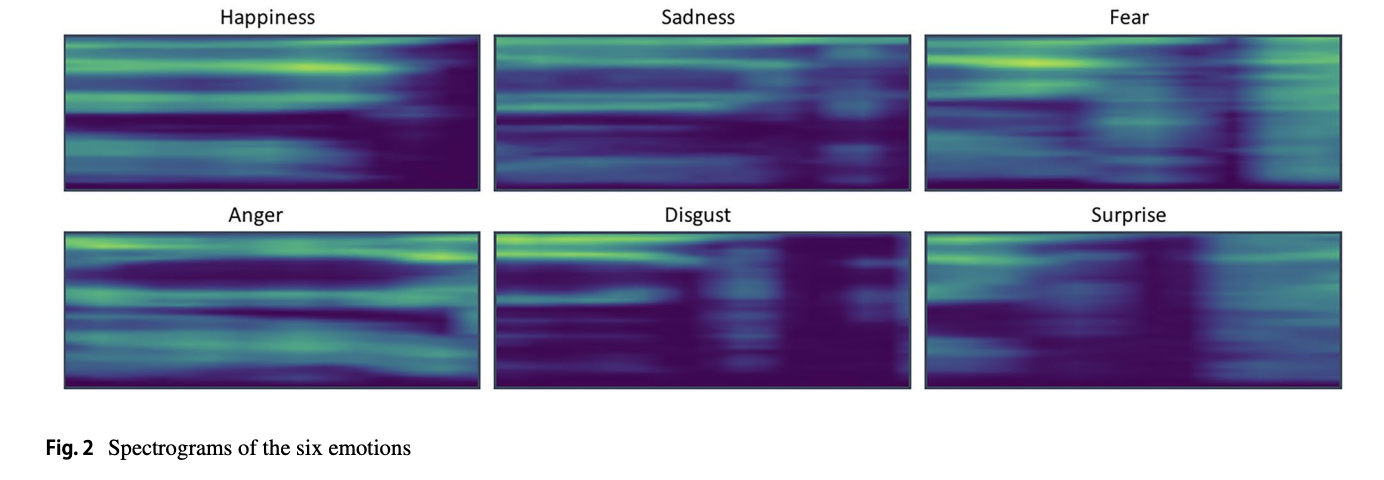 Happiness
Sadness
Fear
Anger
Disgust
Surprise
Fig. 2 Spectrograms of the six emotions